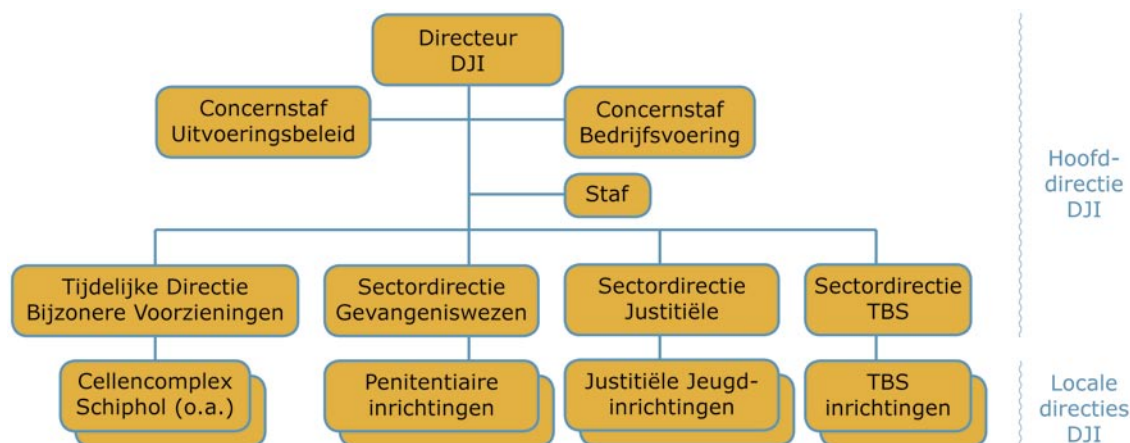 Directeur
DJI
Concernstaf
Uitvoeringsbeleid
Concernstaf
Bedrijfsvoering
Staf
Hoofd-
directie
DJI
Tijdelijke Directie
Bijzonere Voorzieningen
Sectordirectie
Gevangeniswezen
Sectordirectie
Justitiële
Sectordirectie
TBS
Cellencomplex
Schiphol (o.a.)
Penitentiaire
inrichtingen
Justitiële Jeugd-
inrichtingen
TBS
inrichtingen
Locale
directies
DJI